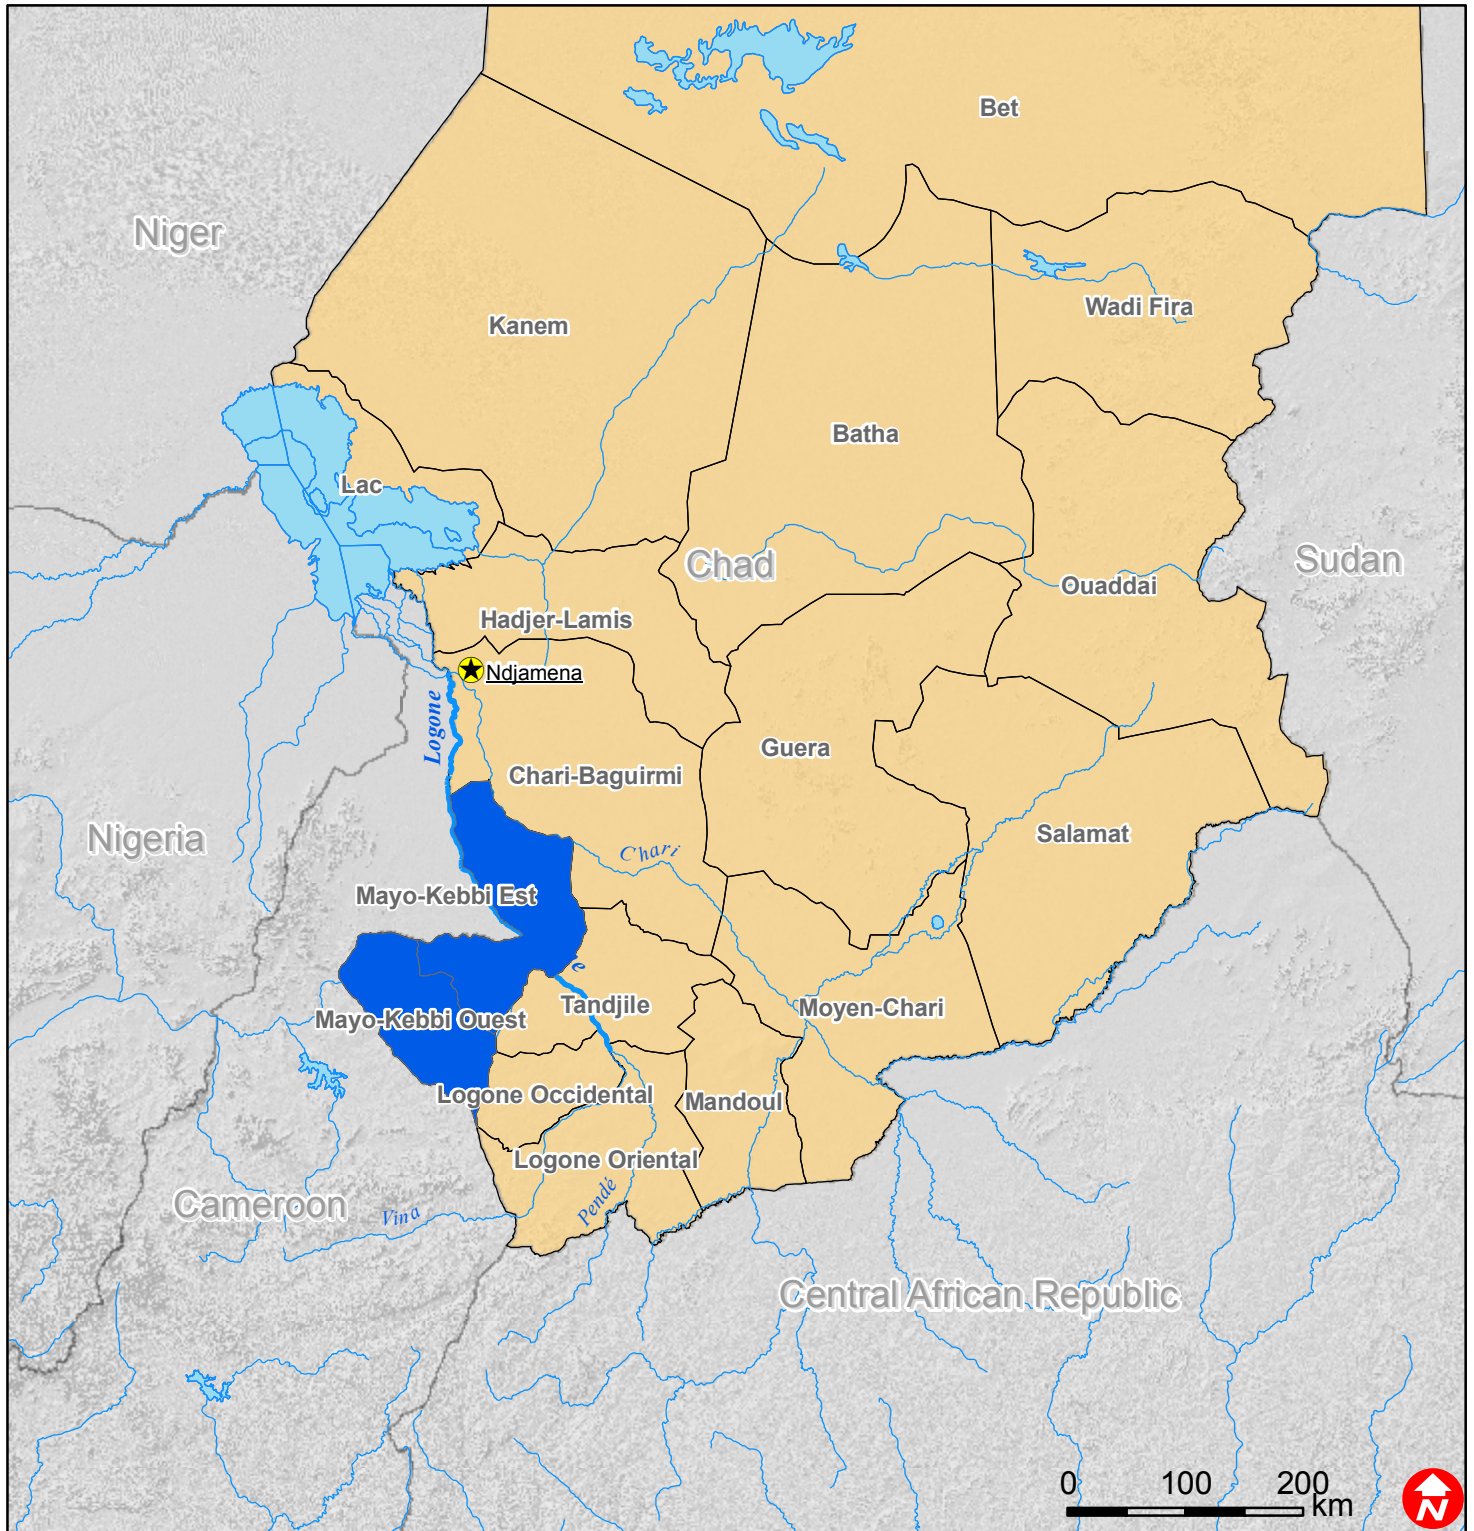 Bet
Niger
Wadi Fira
Kanem
Batha
Lac
Chad
Sudan
Ouaddai
Hadjer-Lamis
Ndjamena
Logone
Guera
Chari-Baguirmi
Nigeria
Salamat
Chari
Mayo-Kebbi Est
e
Tandjile
Moyen-Chari
Mayo-Kebbi Ouest
Logone Occidental
Mandoul
Logone Oriental
Pendé
Cameroon
Vina
Central African Republic
0 100 200
km
N